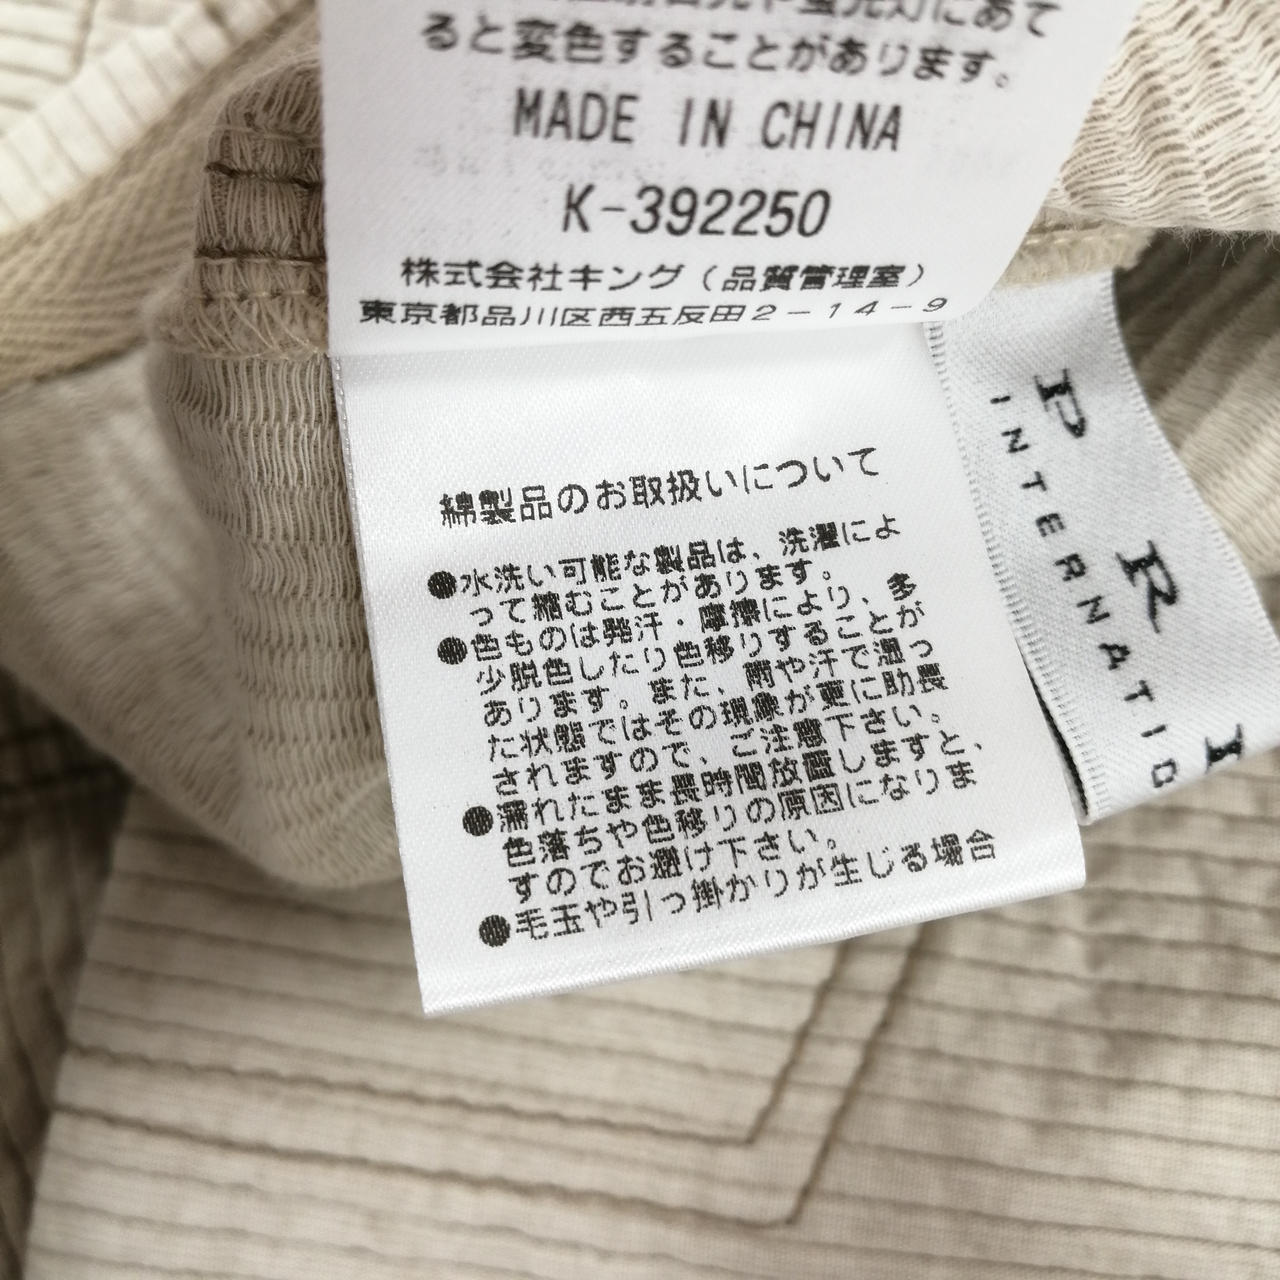 光や蛍光灯にあて
ると変色することがあります。
MADE IN CHINA
K-392250
株式会社キング（品質管理室）
東京都品川区西五反田2-14-9
綿製品のお取扱いについて
●水洗い可能な製品は、洗濯によ
って縮むことがあります。
●色ものは発汗・摩擦により、多
少脱色したり色移りすることが
あります。また、雨や汗で湿っ
た状態ではその現象が更に助長
されますので、ご注意下さい。
●濡れたまま長時間放置しますと、
色落ちや色移りの原因になりま
すのでお避け下さい。
●毛玉や引っ掛かりが生じる場合
P R
INTERNATIO